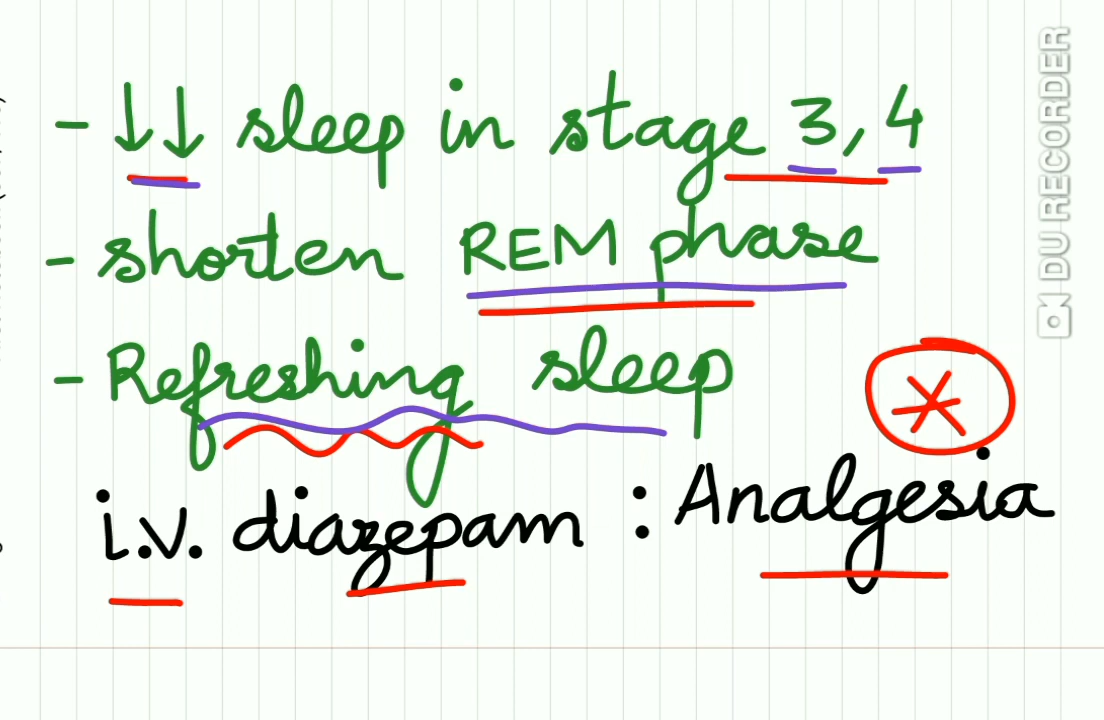 - ↓↓ sleep in stage 3, 4
- shorten REM phase
- Refreshing sleep
*
i.v. diazepam : Analgesia
DU RECORDER